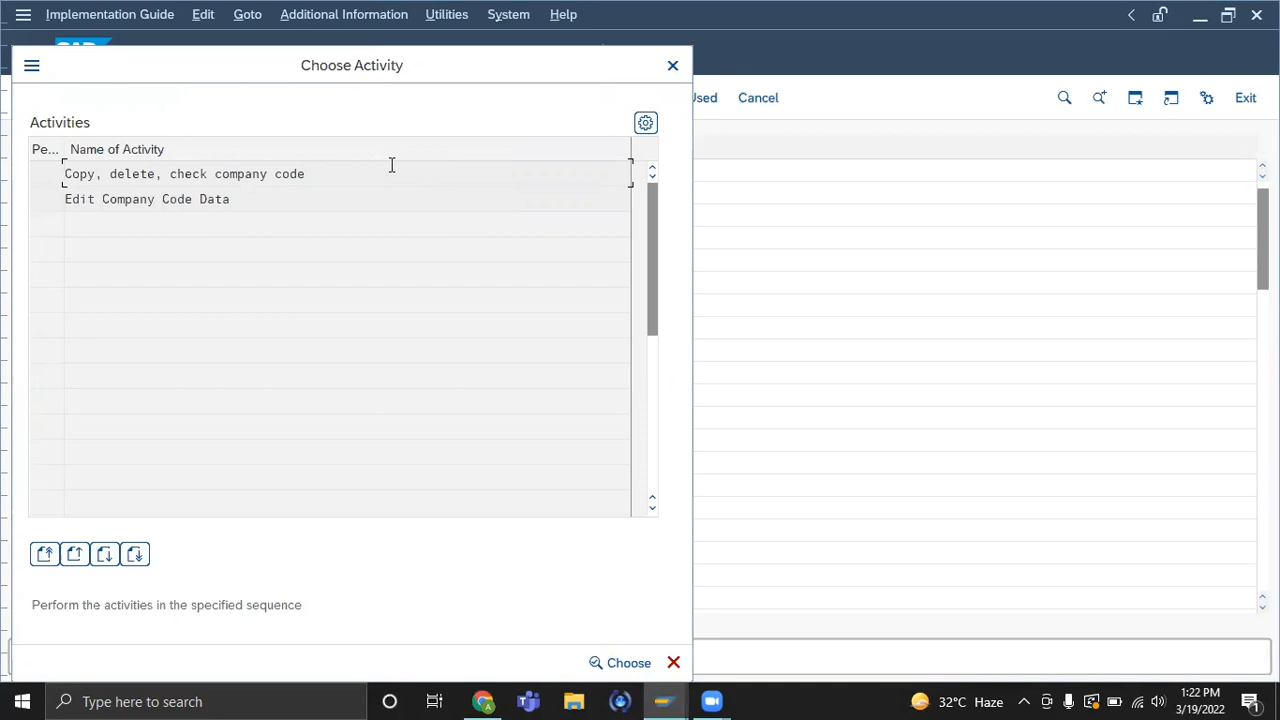 Implementation Guide Edit Goto Additional Information Utilities System Help
SAP
Choose Activity
Used Cancel Exit
Activities
Pe... Name of Activity
Copy, delete, check company code
Edit Company Code Data
Perform the activities in the specified sequence
Choose
Type here to search
32°C Haze
1:22 PM
3/19/2022
1